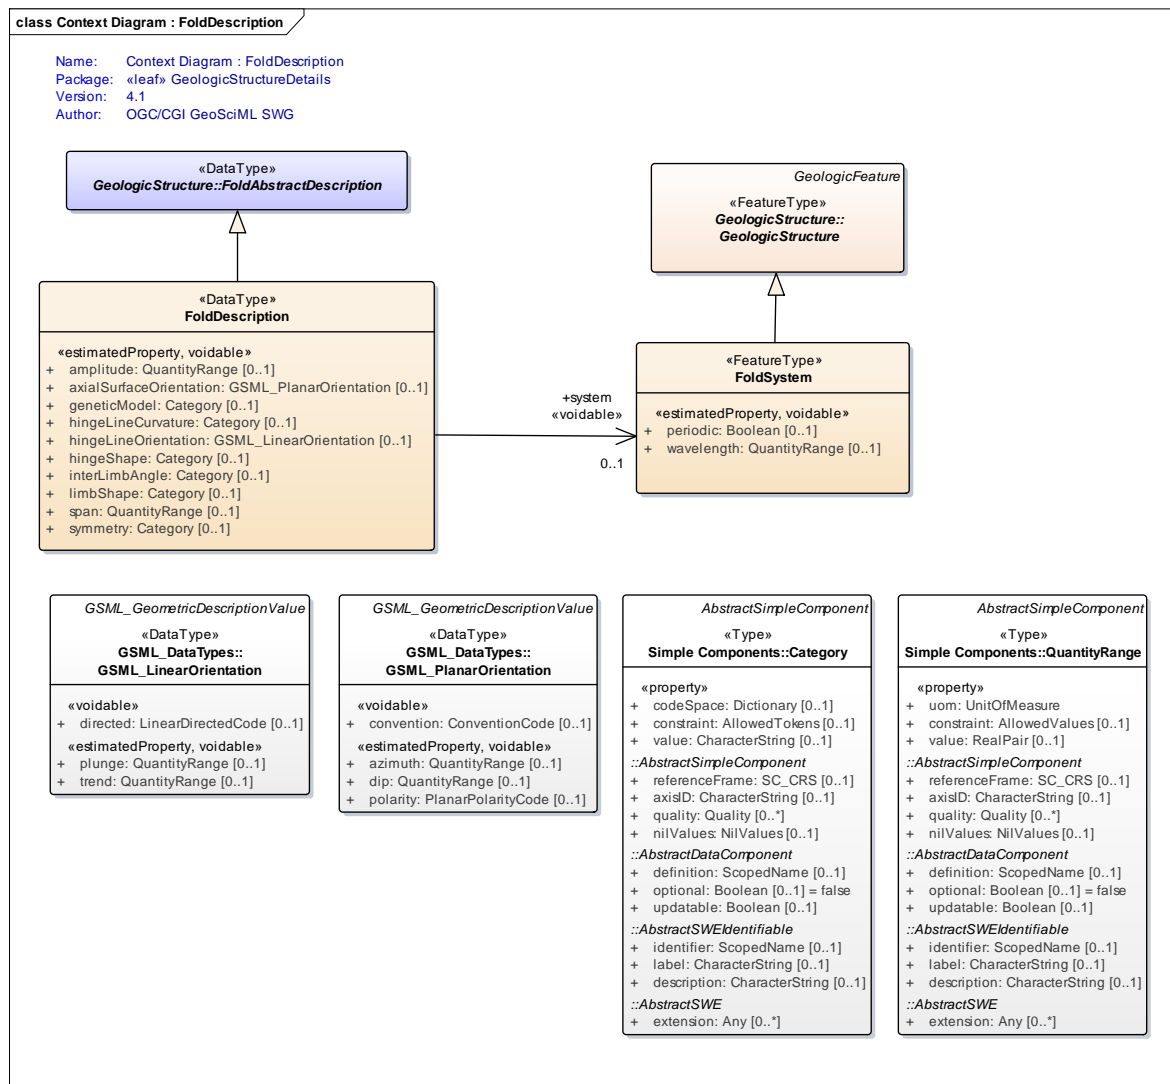 class Context Diagram : FoldDescription
Name: Context Diagram : FoldDescription
Package: «leaf» GeologicStructureDetails
Version: 4.1
Author: OGC/CGI GeoSciML SWG
«DataType»
GeologicStructure::FoldAbstractDescription
GeologicFeature
«FeatureType»
GeologicStructure::
GeologicStructure
«DataType»
FoldDescription
«estimatedProperty, voidable»
+ amplitude: QuantityRange [0..1]
+ axialSurfaceOrientation: GSML_PlanarOrientation [0..1]
+ geneticModel: Category [0..1]
+ hingeLineCurvature: Category [0..1]
+ hingeLineOrientation: GSML_LinearOrientation [0..1]
+ hingeShape: Category [0..1]
+ interLimbAngle: Category [0..1]
+ limbShape: Category [0..1]
+ span: QuantityRange [0..1]
+ symmetry: Category [0..1]
+system
«voidable»
0..1
«FeatureType»
FoldSystem
«estimatedProperty, voidable»
+ periodic: Boolean [0..1]
+ wavelength: QuantityRange [0..1]
GSML_GeometricDescriptionValue
«DataType»
GSML_DataTypes::
GSML_LinearOrientation
«voidable»
+ directed: LinearDirectedCode [0..1]
«estimatedProperty, voidable»
+ plunge: QuantityRange [0..1]
+ trend: QuantityRange [0..1]
GSML_GeometricDescriptionValue
«DataType»
GSML_DataTypes::
GSML_PlanarOrientation
«voidable»
+ convention: ConventionCode [0..1]
«estimatedProperty, voidable»
+ azimuth: QuantityRange [0..1]
+ dip: QuantityRange [0..1]
+ polarity: PlanarPolarityCode [0..1]
AbstractSimpleComponent
«Type»
Simple Components::Category
«property»
+ codeSpace: Dictionary [0..1]
+ constraint: AllowedTokens [0..1]
+ value: CharacterString [0..1]
::AbstractSimpleComponent
+ referenceFrame: SC_CRS [0..1]
+ axisID: CharacterString [0..1]
+ quality: Quality [0..*]
+ nilValues: NilValues [0..1]
::AbstractDataComponent
+ definition: ScopedName [0..1]
+ optional: Boolean [0..1] = false
+ updatable: Boolean [0..1]
::AbstractSWEIdentifiable
+ identifier: ScopedName [0..1]
+ label: CharacterString [0..1]
+ description: CharacterString [0..1]
::AbstractSWE
+ extension: Any [0..*]
AbstractSimpleComponent
«Type»
Simple Components::QuantityRange
«property»
+ uom: UnitOfMeasure
+ constraint: AllowedValues [0..1]
+ value: RealPair [0..1]
::AbstractSimpleComponent
+ referenceFrame: SC_CRS [0..1]
+ axisID: CharacterString [0..1]
+ quality: Quality [0..*]
+ nilValues: NilValues [0..1]
::AbstractDataComponent
+ definition: ScopedName [0..1]
+ optional: Boolean [0..1] = false
+ updatable: Boolean [0..1]
::AbstractSWEIdentifiable
+ identifier: ScopedName [0..1]
+ label: CharacterString [0..1]
+ description: CharacterString [0..1]
::AbstractSWE
+ extension: Any [0..*]